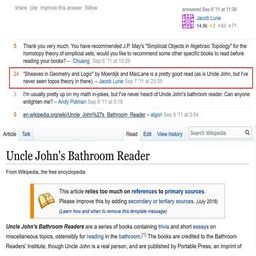 share cite improve this answer follow
answered Sep 6 '11 at 11:39
Jacob Lurie
14.9k 2 63 71
5 Thank you very much. You have recommended J.P. May's "Simplicial Objects in Algebraic Topology" for the
homotopy theory of simplicial sets, would you like to recommend some other specific books to read before
reading your book? – Chuang Sep 6 '11 at 15:28
24 "Sheaves in Geometry and Logic" by Moerdijk and MacLane is a pretty good read (as is Uncle John, but I've
never seen topos theory in there). – Jacob Lurie Sep 7 '11 at 23:35
3 I'm usually pretty up on my math in-jokes, but I've never heard of Uncle John's bathroom reader. Can anyone
enlighten me? – Andy Putman Sep 8 '11 at 5:16
5 en.wikipedia.org/wiki/Uncle_John%27s_Bathroom_Reader – algori Sep 9 '11 at 0:54
Article Talk Read Edit View history Search Wikipedia
Uncle John's Bathroom Reader
From Wikipedia, the free encyclopedia
This article relies too much on references to primary sources.
Please improve this by adding secondary or tertiary sources. (July 2018)
(Learn how and when to remove this template message)
Uncle John's Bathroom Readers are a series of books containing trivia and short essays on
miscellaneous topics, ostensibly for reading in the bathroom. The books are credited to the Bathroom
Readers' Institute, though Uncle John is a real person, and are published by Portable Press, an imprint of